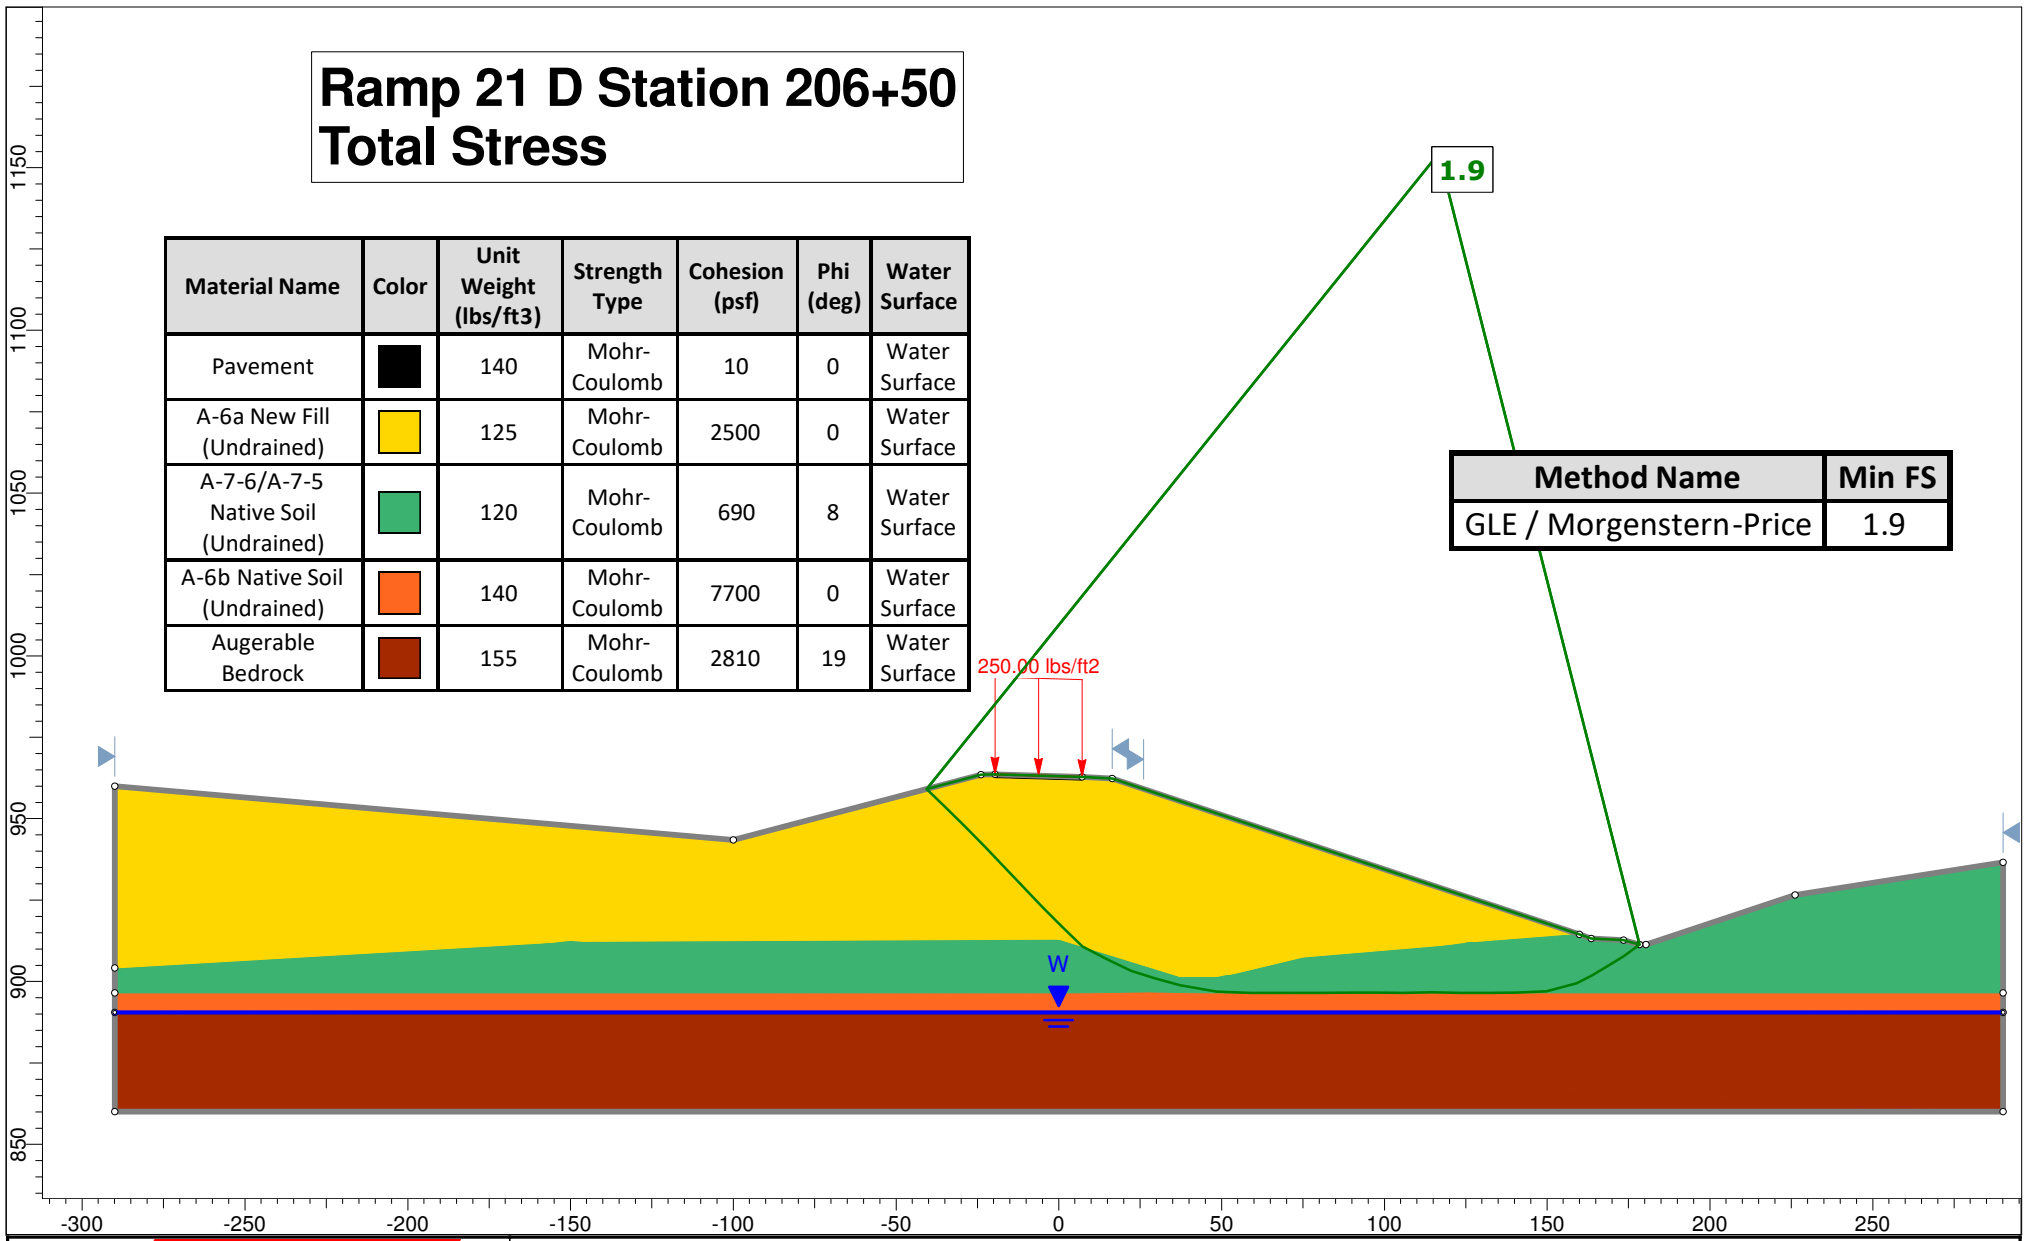 Ramp 21 D Station 206+50
Total Stress
1.9
Material Name Color Unit Weight (lbs/ft3) Strength Type Cohesion (psf) Phi (deg) Water Surface
Pavement 140 Mohr-Coulomb 10 0 Water Surface
A-6a New Fill (Undrained) 125 Mohr-Coulomb 2500 0 Water Surface
A-7-6/A-7-5 Native Soil (Undrained) 120 Mohr-Coulomb 690 8 Water Surface
A-6b Native Soil (Undrained) 140 Mohr-Coulomb 7700 0 Water Surface
Augerable Bedrock 155 Mohr-Coulomb 2810 19 Water Surface
Method Name Min FS
GLE / Morgenstern-Price 1.9
250.00 lbs/ft2
W
1150
1100
1050
1000
950
900
850
-300 -250 -200 -150 -100 -50 0 50 100 150 200 250